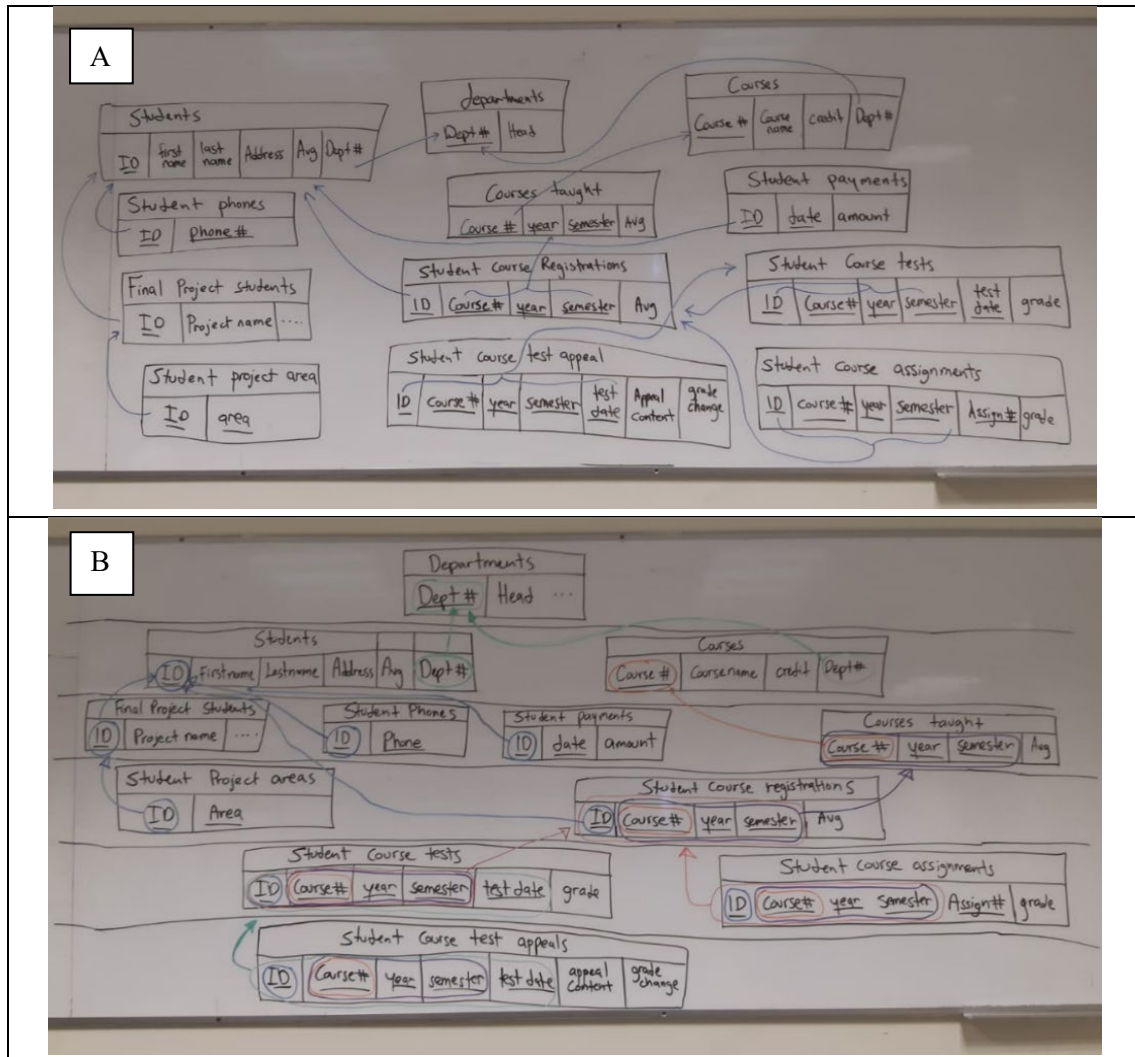 A
Students
ID first name last name Address Avg Dept#
departments
Dept# Head
Courses
Course # Course name credit Dept#
Student phones
ID phone#
Courses taught
Course # year semester Avg
Student payments
ID date amount
Final Project students
ID Project name ....
Student Course Registrations
ID Course # year semester Avg
Student Course tests
ID Course# year semester test date grade
Student project area
ID area
Student course test appeal
ID Course # year semester test date Appeal Content grade change
Student course assignments
ID Course # year semester Assign# grade
B
Departments
Dept # Head ...
Students
ID Firstname Lastname Address Avg Dept#
Courses
Course # Coursename credit Dept#
Final Project Students
ID Project name ....
Student Phones
ID Phone
Student payments
ID date amount
Courses taught
Course # year semester Avg
Student Project areas
ID Area
Student Course registrations
ID Course# year semester Avg
Student Course tests
ID Course# year semester test date grade
Student course assignments
ID Course# year semester Assign# grade
Student Course test appeals
ID Course# year semester test date appeal content grade change